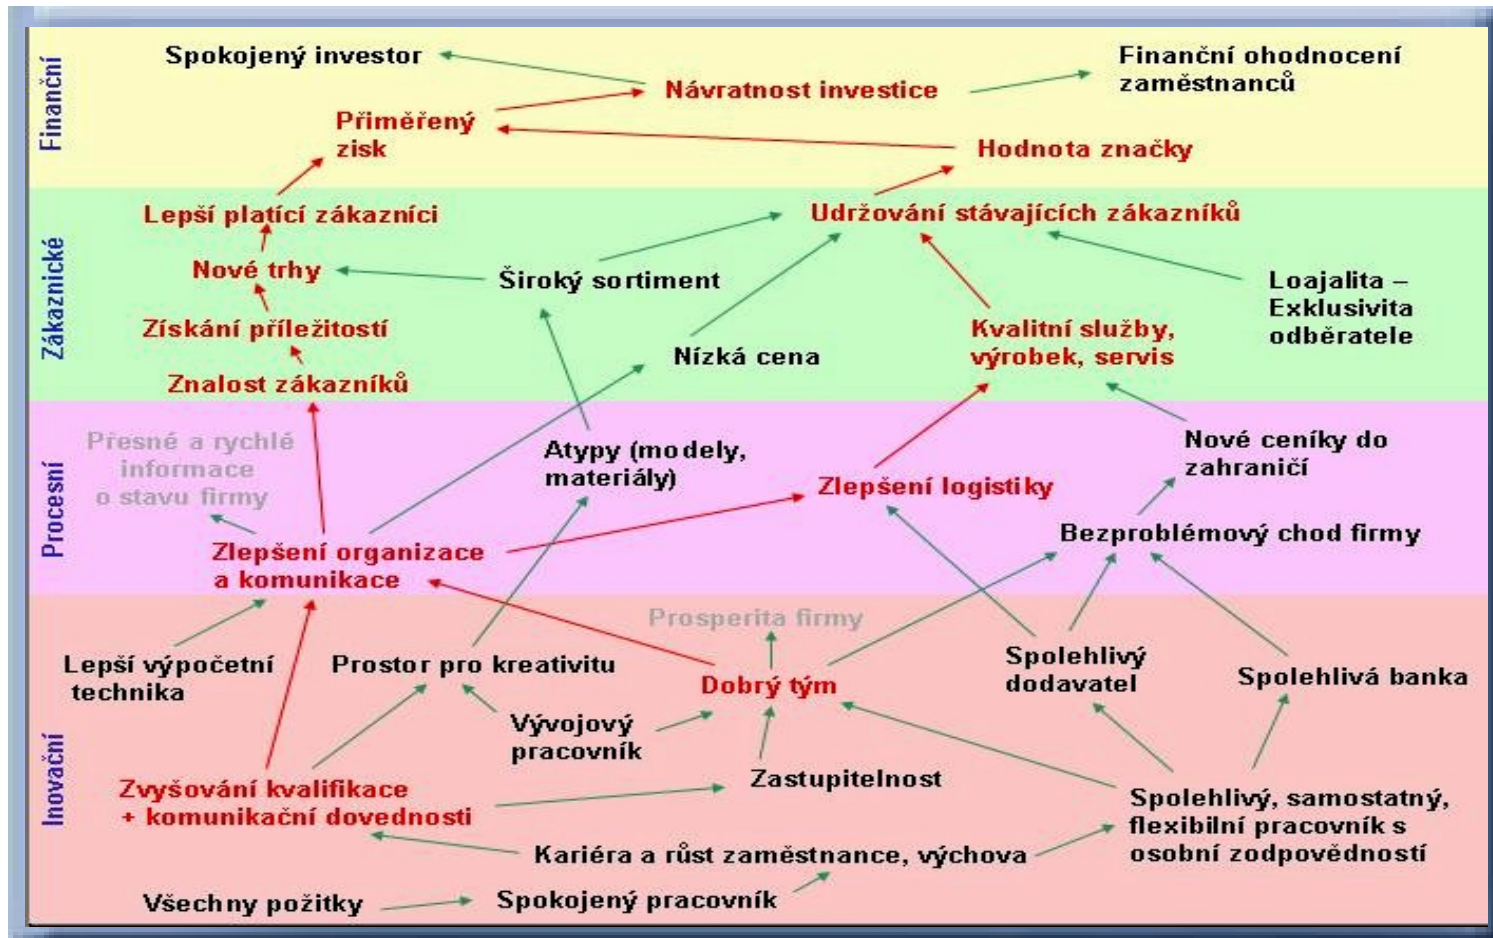 Finanční
Spokojený investor
Finanční ohodnocení
zaměstnanců
Návratnost investice
Přiměřený
zisk
Hodnota značky
Zákaznické
Lepší platící zákazníci
Udržování stávajících zákazníků
Nové trhy
Široký sortiment
Loajalita –
Exklusivita
odběratele
Získání příležitostí
Kvalitní služby,
výrobek, servis
Nízká cena
Znalost zákazníků
Procesní
Přesné a rychlé
informace
o stavu firmy
Atypy (modely,
materiály)
Nové ceníky do
zahraničí
Zlepšení logistiky
Bezproblémový chod firmy
Zlepšení organizace
a komunikace
Inovační
Prosperita firmy
Lepší výpočetní
technika
Prostor pro kreativitu
Dobrý tým
Spolehlivý
dodavatel
Spolehlivá banka
Vývojový
pracovník
Zastupitelnost
Zvyšování kvalifikace
+ komunikační dovednosti
Spolehlivý, samostatný,
flexibilní pracovník s
osobní zodpovědností
Kariéra a růst zaměstnance, výchova
Všechny požitky
Spokojený pracovník